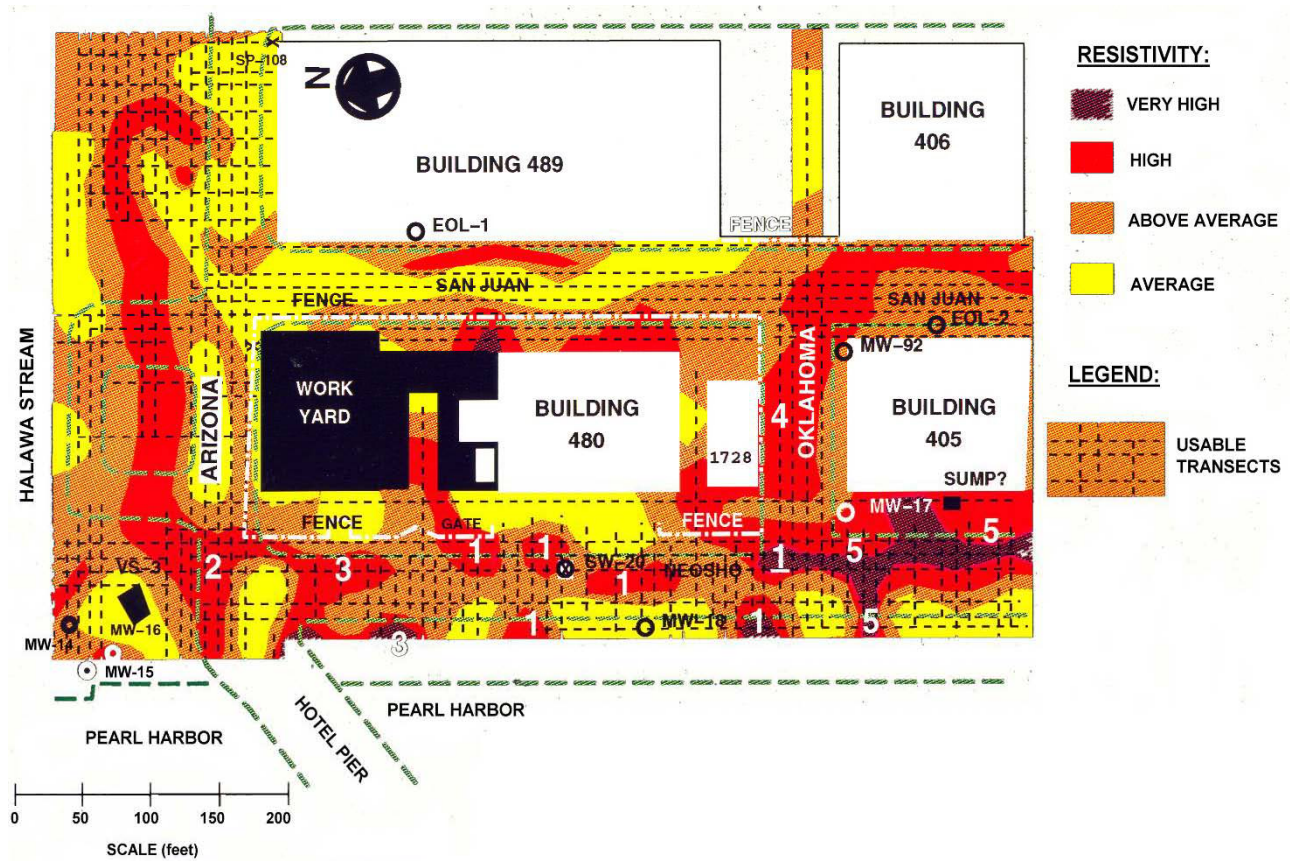 SP-108
N
BUILDING 489
EOL-1
FENCE
BUILDING
406
RESISTIVITY:
VERY HIGH
HIGH
ABOVE AVERAGE
AVERAGE
LEGEND:
USABLE
TRANSECTS
HALAWA STREAM
ARIZONA
FENCE
SAN JUAN
SAN JUAN
EOL-2
MW-92
OKLAHOMA
4
WORK
YARD
BUILDING
480
1728
BUILDING
405
SUMP?
MW-17
FENCE
GATE
FENCE
VS-3
2
3
1
1
SW-20
1
NEOSHO
1
5
5
MW-14
MW-16
MW-15
3
1
MW-18
1
5
PEARL HARBOR
HOTEL PIER
PEARL HARBOR
0 50 100 150 200
SCALE (feet)